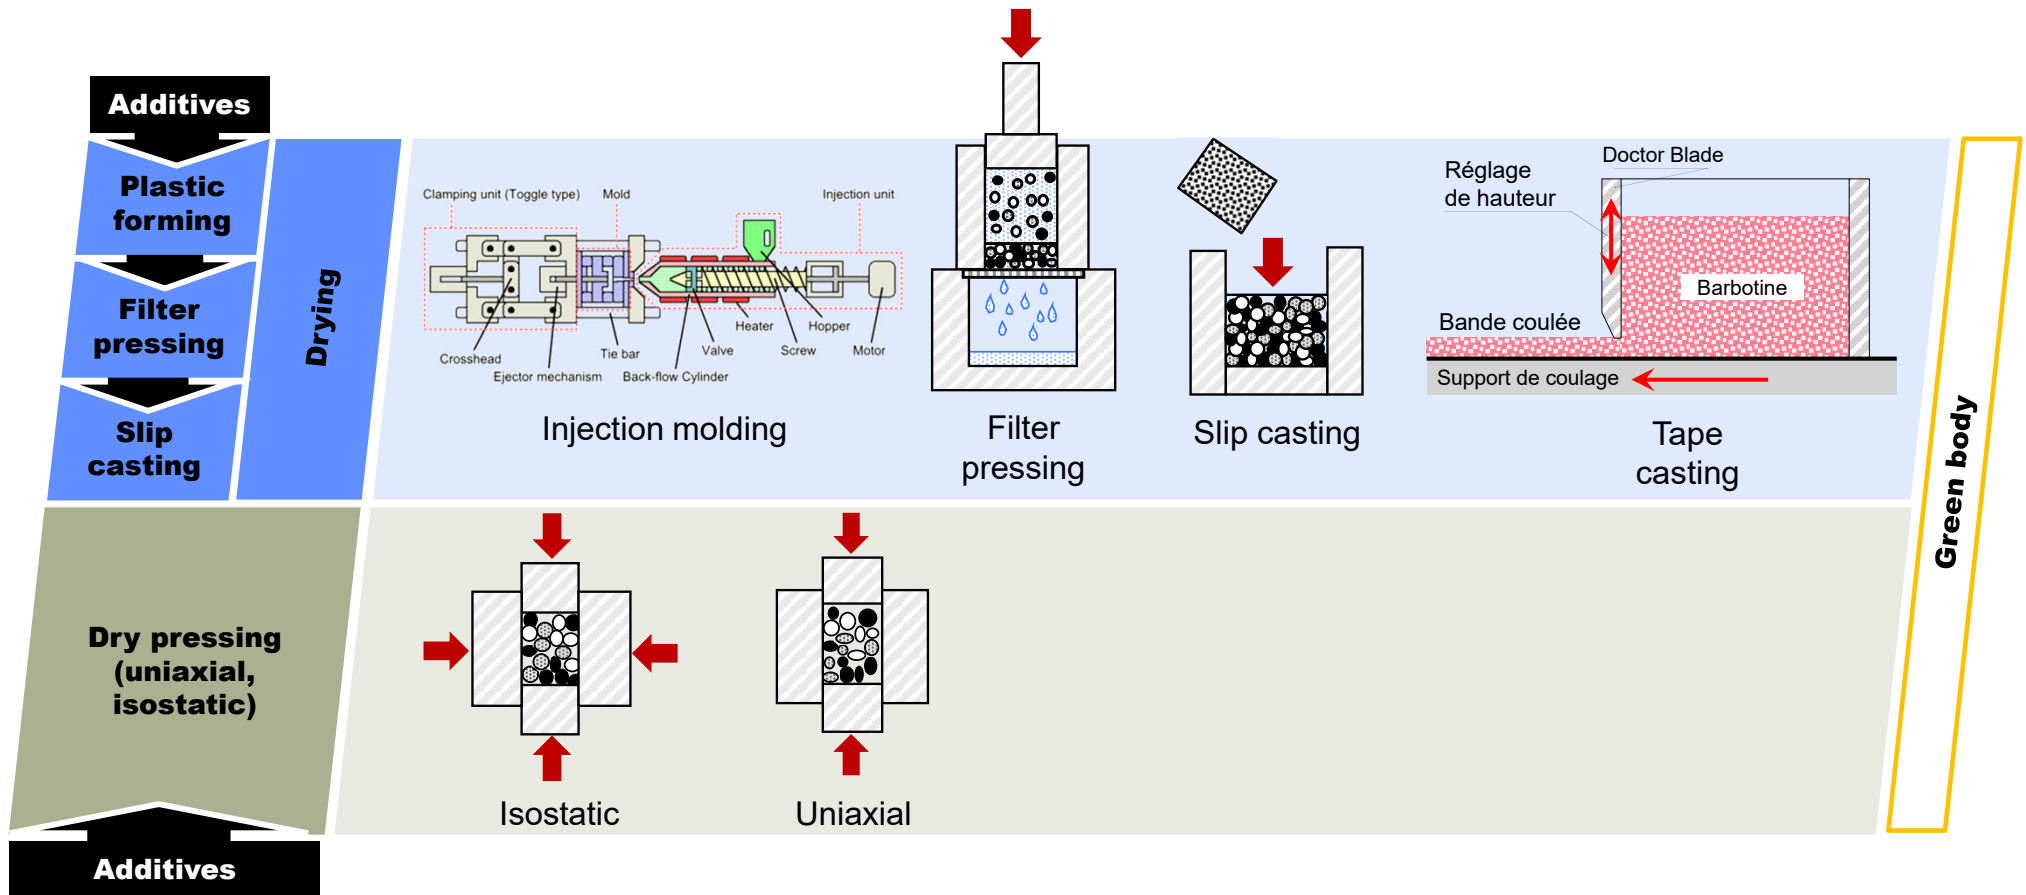 Additives
Plastic
forming
Filter
pressing
Slip
casting
Drying
Clamping unit (Toggle type)
Mold
Injection unit
Crosshead
Ejector mechanism
Tie bar
Back-flow Cylinder
Valve
Heater
Screw
Hopper
Motor
Injection molding
Filter
pressing
Slip casting
Doctor Blade
Réglage
de hauteur
Barbotine
Bande coulée
Support de coulage
Tape
casting
Green body
Dry pressing
(uniaxial,
isostatic)
Isostatic
Uniaxial
Additives